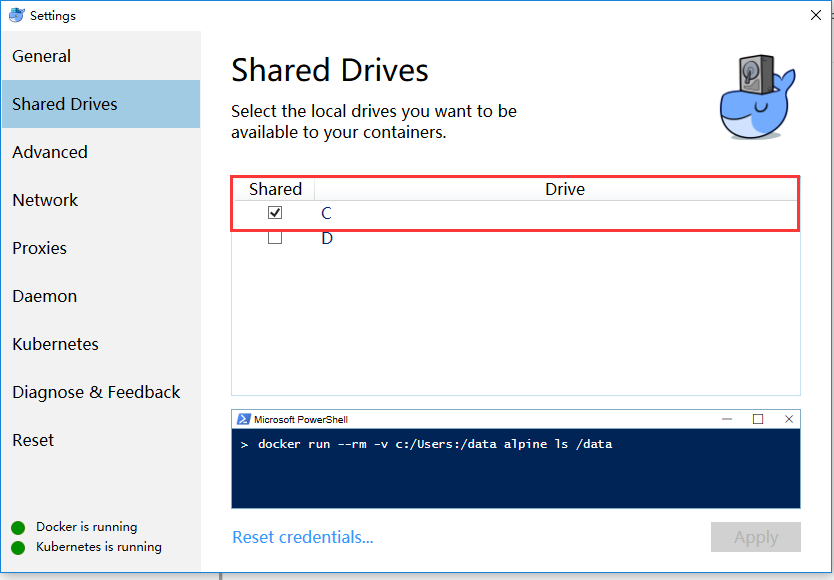 Settings
General
Shared Drives
Advanced
Network
Proxies
Daemon
Kubernetes
Diagnose & Feedback
Reset
Docker is running
Kubernetes is running
Shared Drives
Select the local drives you want to be
available to your containers.
Shared Drive
C
D
Microsoft PowerShell
> docker run --rm -v c:/Users:/data alpine ls /data
Reset credentials...
Apply